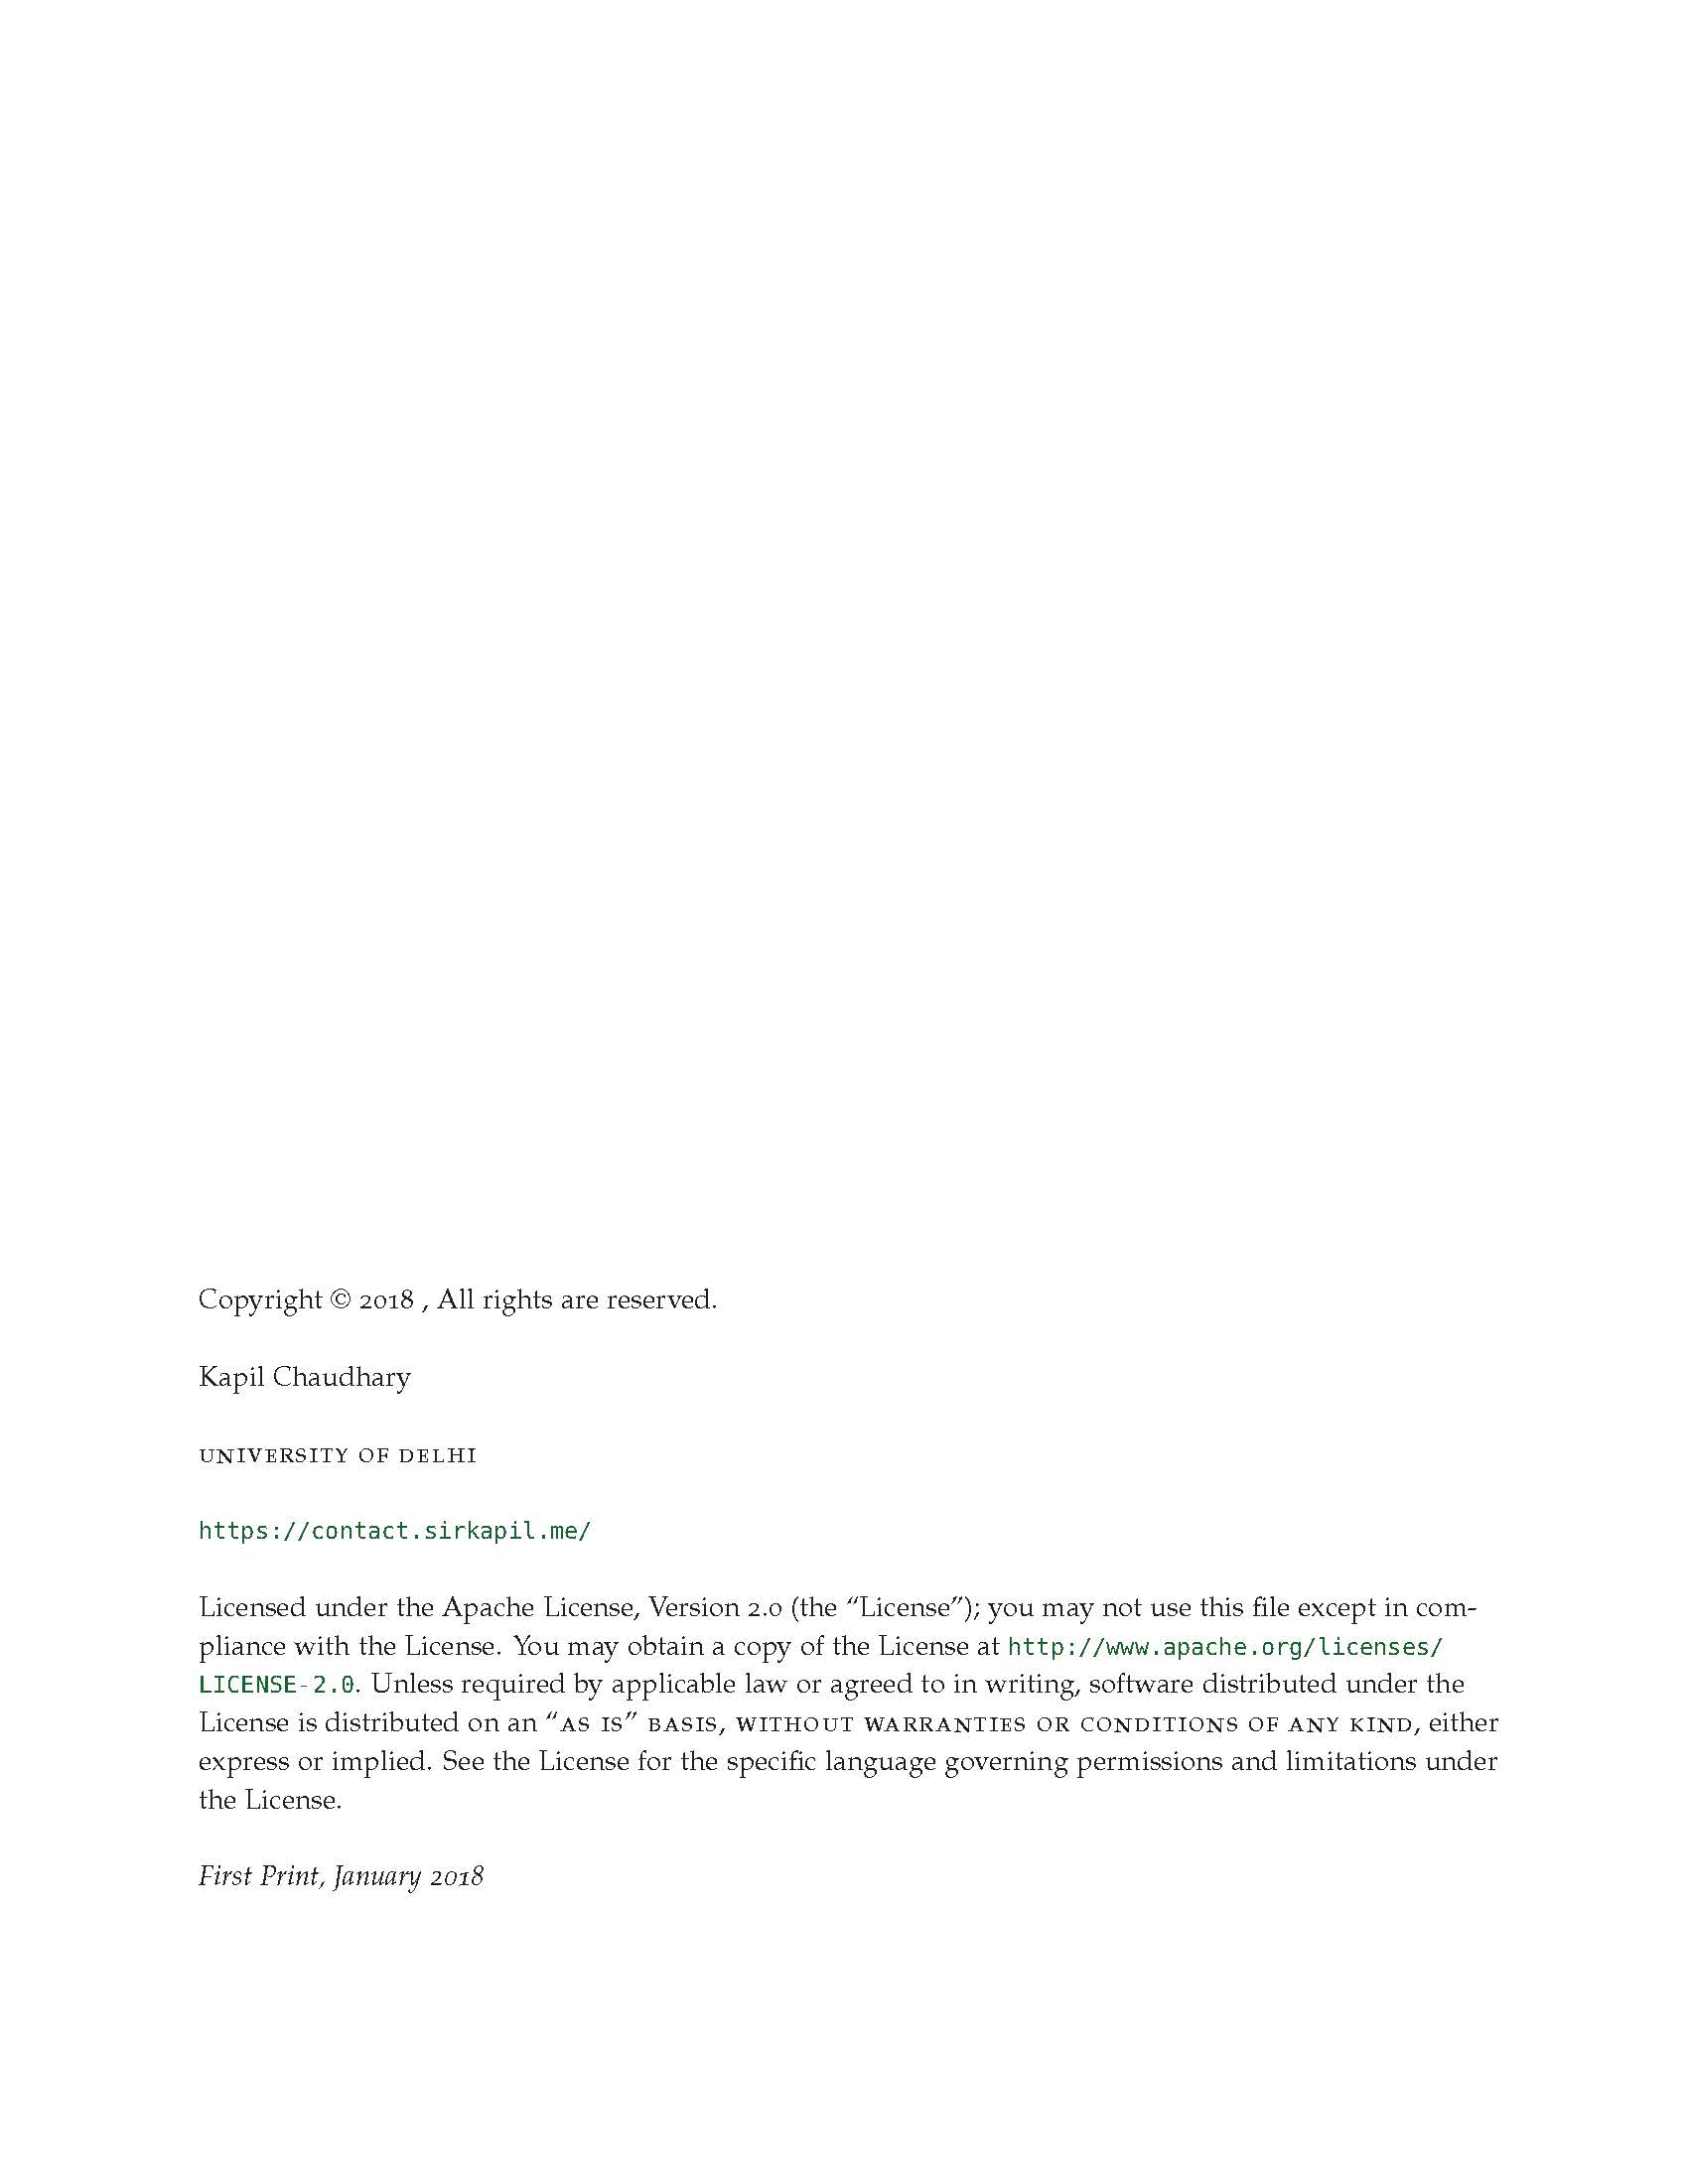 Copyright © 2018 , All rights are reserved.
Kapil Chaudhary
UNIVERSITY OF DELHI
https://contact.sirkapil.me/
Licensed under the Apache License, Version 2.0 (the “License”); you may not use this file except in com-
pliance with the License. You may obtain a copy of the License at http://www.apache.org/licenses/
LICENSE-2.0. Unless required by applicable law or agreed to in writing, software distributed under the
License is distributed on an “AS IS” BASIS, WITHOUT WARRANTIES OR CONDITIONS OF ANY KIND, either
express or implied. See the License for the specific language governing permissions and limitations under
the License.
First Print, January 2018